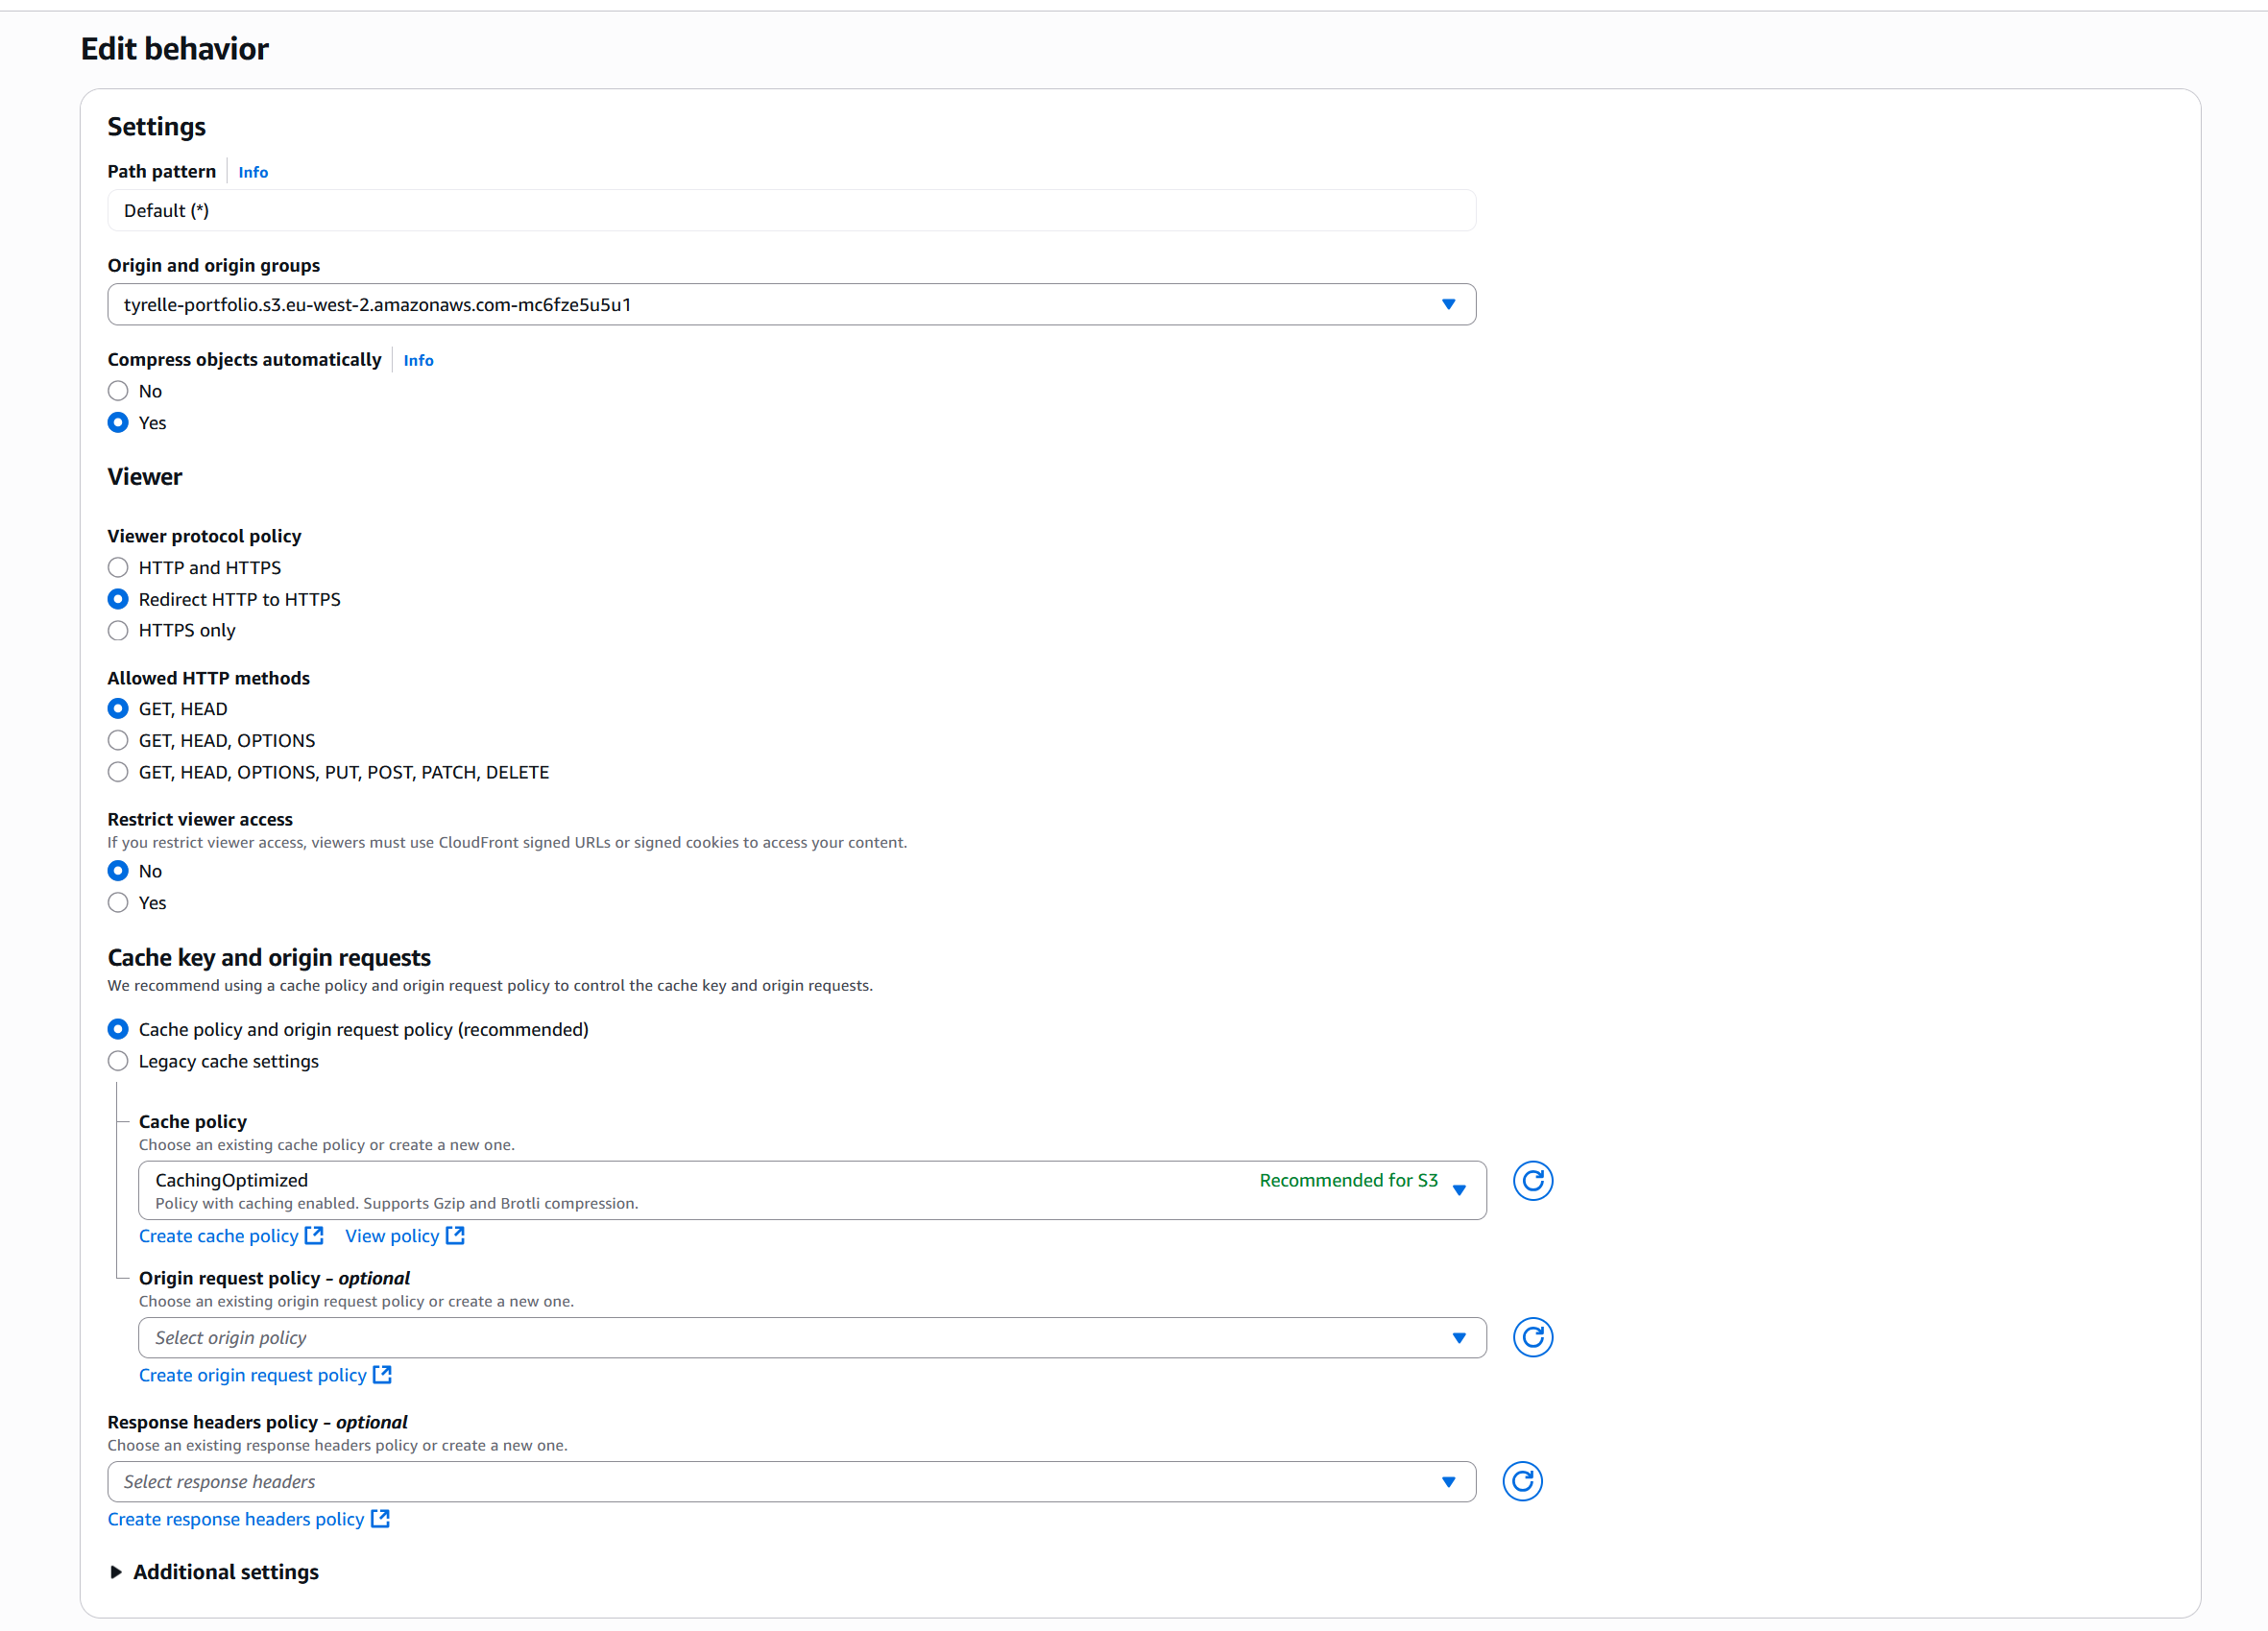 Edit behavior
Settings
Path pattern
Info
Default (*)
Origin and origin groups
tyrelle-portfolio.s3.eu-west-2.amazonaws.com-mc6fze5u5u1
Compress objects automatically
Info
No
Yes
Viewer
Viewer protocol policy
HTTP and HTTPS
Redirect HTTP to HTTPS
HTTPS only
Allowed HTTP methods
GET, HEAD
GET, HEAD, OPTIONS
GET, HEAD, OPTIONS, PUT, POST, PATCH, DELETE
Restrict viewer access
If you restrict viewer access, viewers must use CloudFront signed URLs or signed cookies to access your content.
No
Yes
Cache key and origin requests
We recommend using a cache policy and origin request policy to control the cache key and origin requests.
Cache policy and origin request policy (recommended)
Legacy cache settings
Cache policy
Choose an existing cache policy or create a new one.
CachingOptimized
Recommended for S3
Policy with caching enabled. Supports Gzip and Brotli compression.
Create cache policy
View policy
Origin request policy - optional
Choose an existing origin request policy or create a new one.
Select origin policy
Create origin request policy
Response headers policy - optional
Choose an existing response headers policy or create a new one.
Select response headers
Create response headers policy
Additional settings